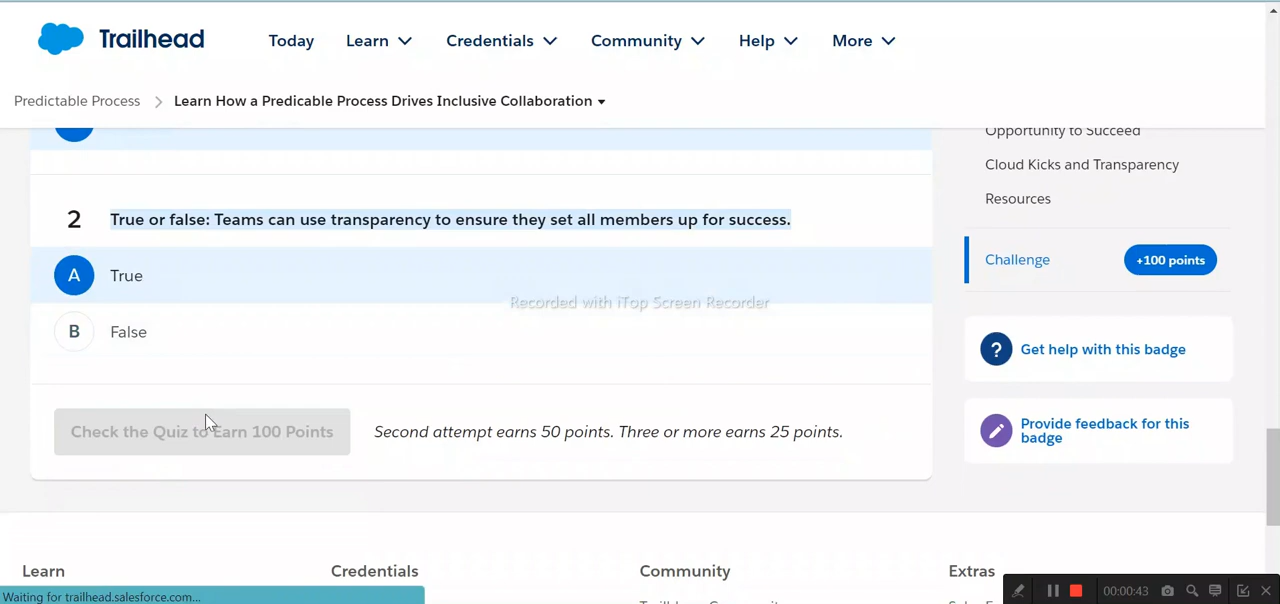 Trailhead
Today Learn Credentials Community Help More
Predictable Process Learn How a Predicable Process Drives Inclusive Collaboration
Opportunity to Succeed
Cloud Kicks and Transparency
Resources
Challenge +100 points
2 True or false: Teams can use transparency to ensure they set all members up for success.
A True
B False
Recorded with iTop Screen Recorder
? Get help with this badge
Provide feedback for this
badge
Check the Quiz to Earn 100 Points Second attempt earns 50 points. Three or more earns 25 points.
Learn Credentials Community Extras
Waiting for trailhead.salesforce.com...
00:00:43